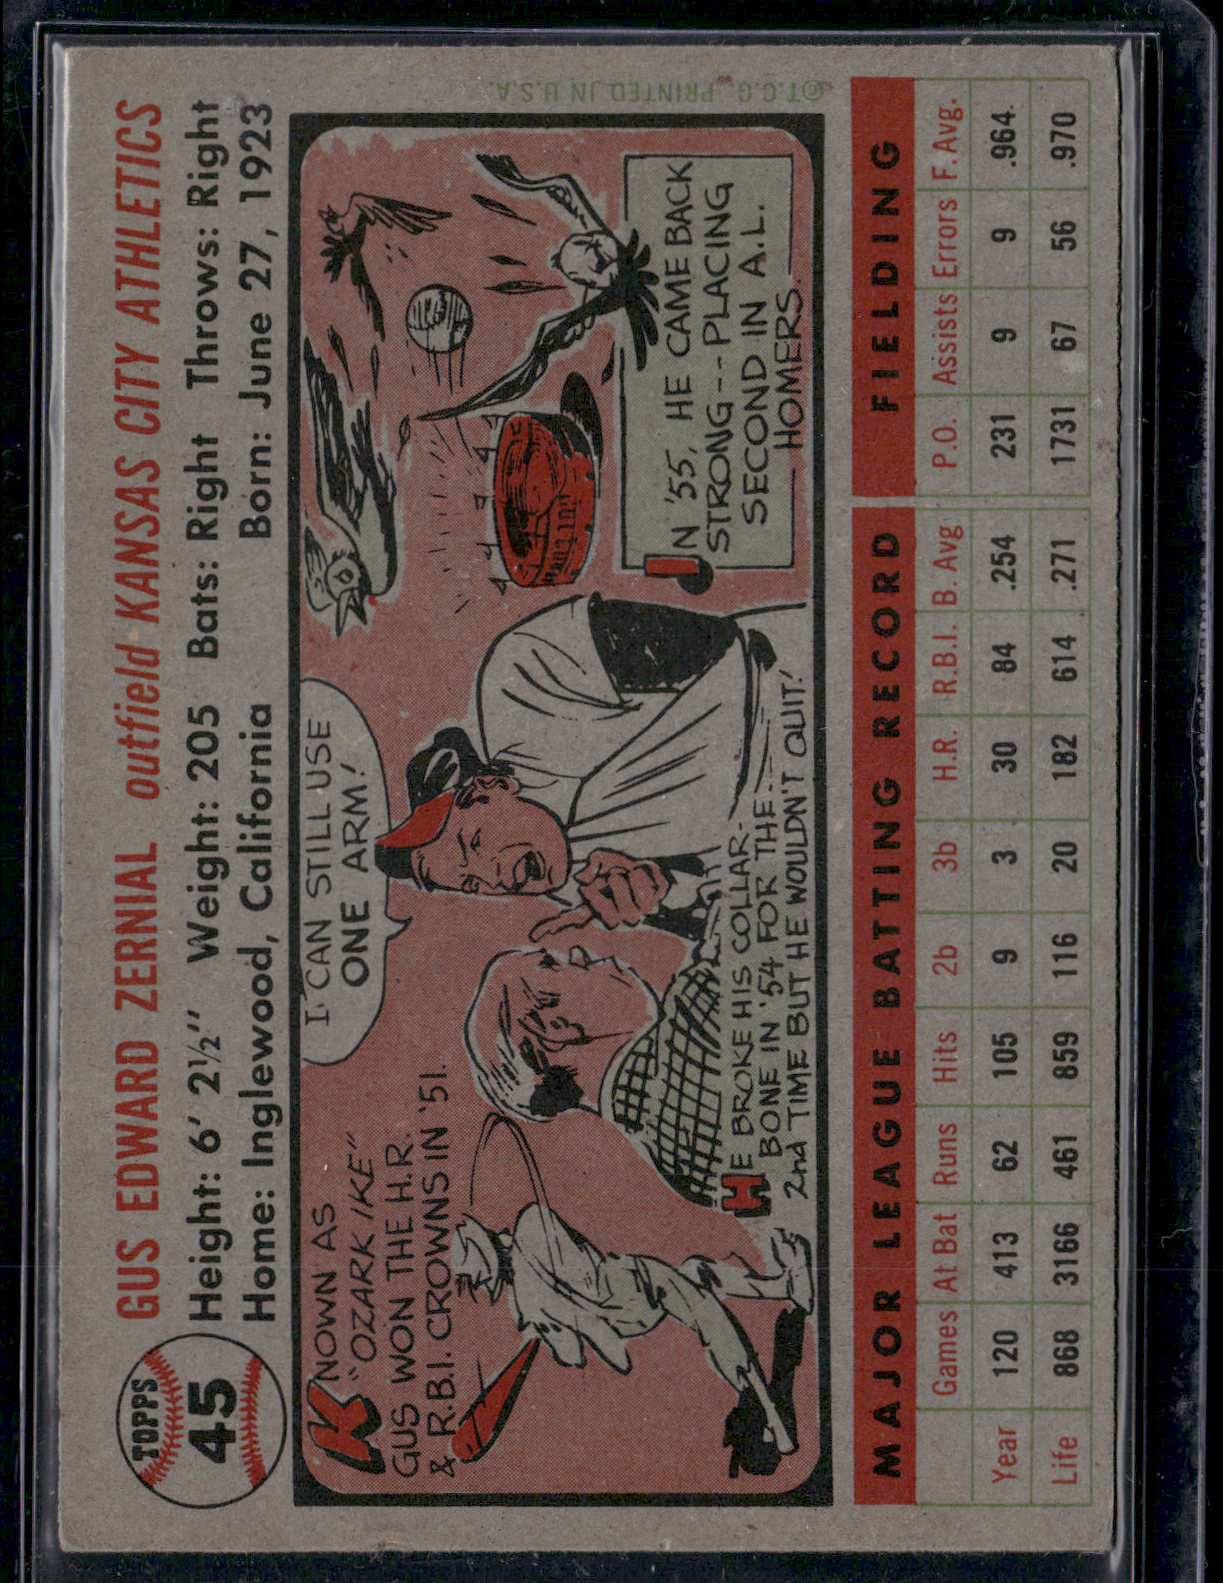 TOPPS
45
GUS EDWARD ZERNIAL outfield KANSAS CITY ATHLETICS
Height: 6' 2½" Weight: 205 Bats: Right Throws: Right
Home: Inglewood, California Born: June 27, 1923
KNOWN AS
"OZARK IKE"
GUS WON THE H.R.
& R.B.I. CROWNS IN '51.
I CAN STILL USE
ONE ARM!
HE BROKE HIS COLLAR-
BONE IN '54 FOR THE
2nd TIME BUT HE WOULDN'T QUIT!
IN '55, HE CAME BACK
STRONG--PLACING
SECOND IN A.L.
HOMERS.
©T.C.G. PRINTED IN U.S.A
MAJOR LEAGUE BATTING RECORD FIELDING
Games At Bat Runs Hits 2b 3b H.R. R.B.I. B. Avg P.O. Assists Errors F. Avg.
Year 120 413 62 105 9 3 30 84 .254 231 9 9 .964
Life 868 3166 461 859 116 20 182 614 .271 1731 67 56 .970